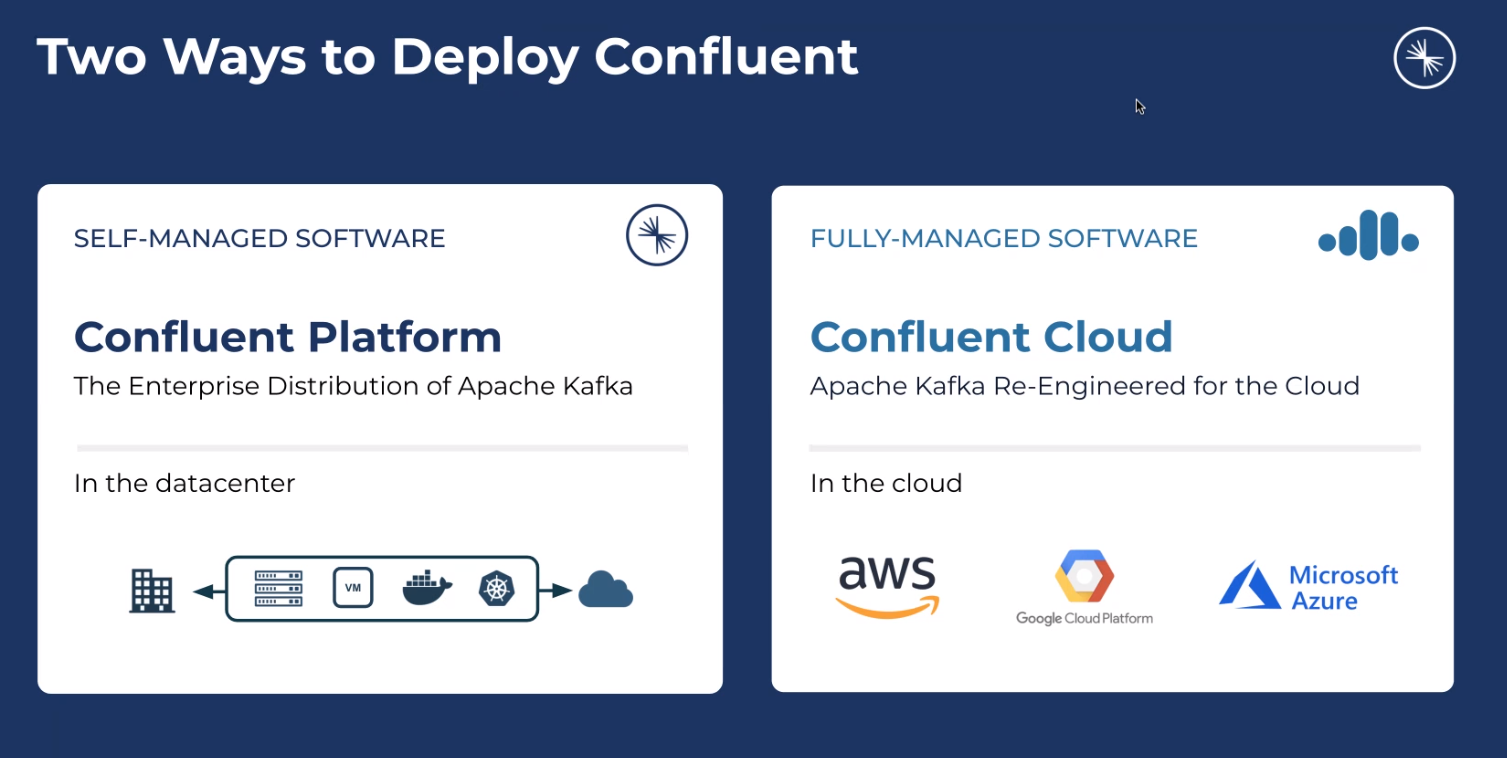 Two Ways to Deploy Confluent
SELF-MANAGED SOFTWARE
Confluent Platform
The Enterprise Distribution of Apache Kafka
In the datacenter
VM
FULLY-MANAGED SOFTWARE
Confluent Cloud
Apache Kafka Re-Engineered for the Cloud
In the cloud
aws
Google Cloud Platform
Microsoft
Azure